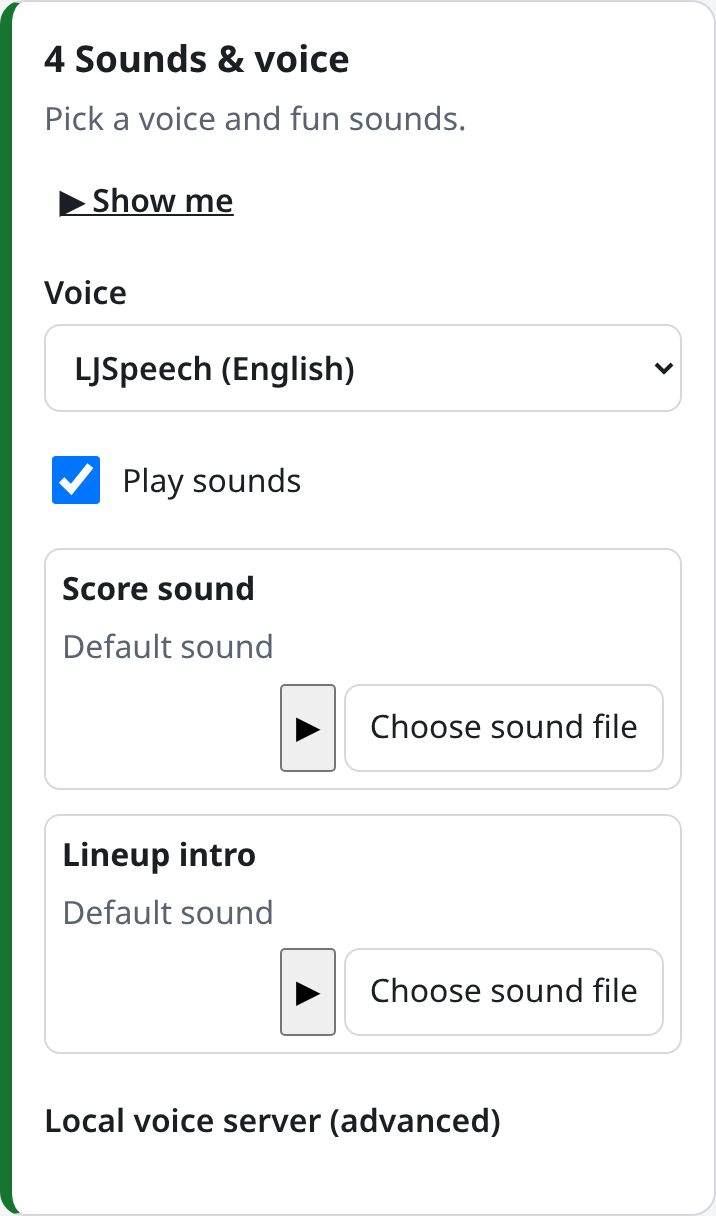 4 Sounds & voice
Pick a voice and fun sounds.
▶ Show me
Voice
LJSpeech (English)
Play sounds
Score sound
Default sound
▶ Choose sound file
Lineup intro
Default sound
▶ Choose sound file
Local voice server (advanced)